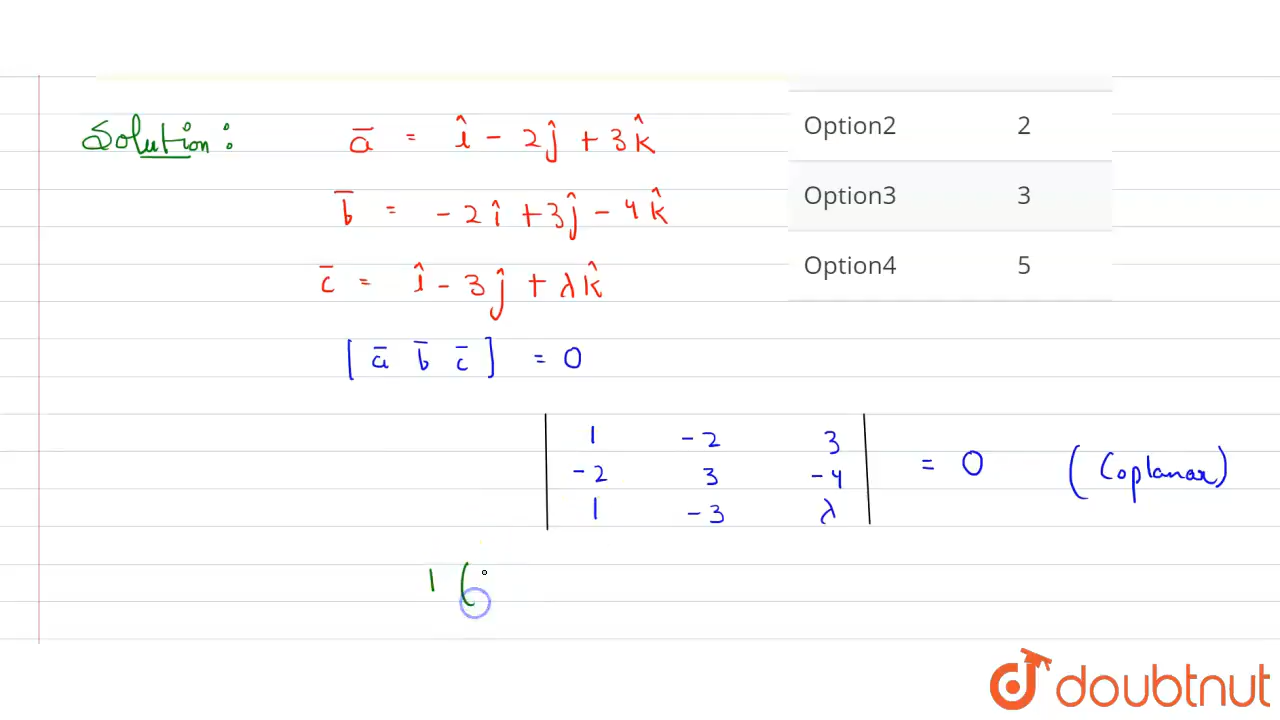 Option2 2
Solution: a̅ = î - 2ĵ + 3k̂
Option3 3
b̅ = -2î + 3ĵ - 4k̂
Option4 5
c̅ = î - 3ĵ + λk̂
[a̅ b̅ c̅] = 0
1 -2 3
-2 3 -4 = 0 (Coplanar)
1 -3 λ
1 (
doubtnut